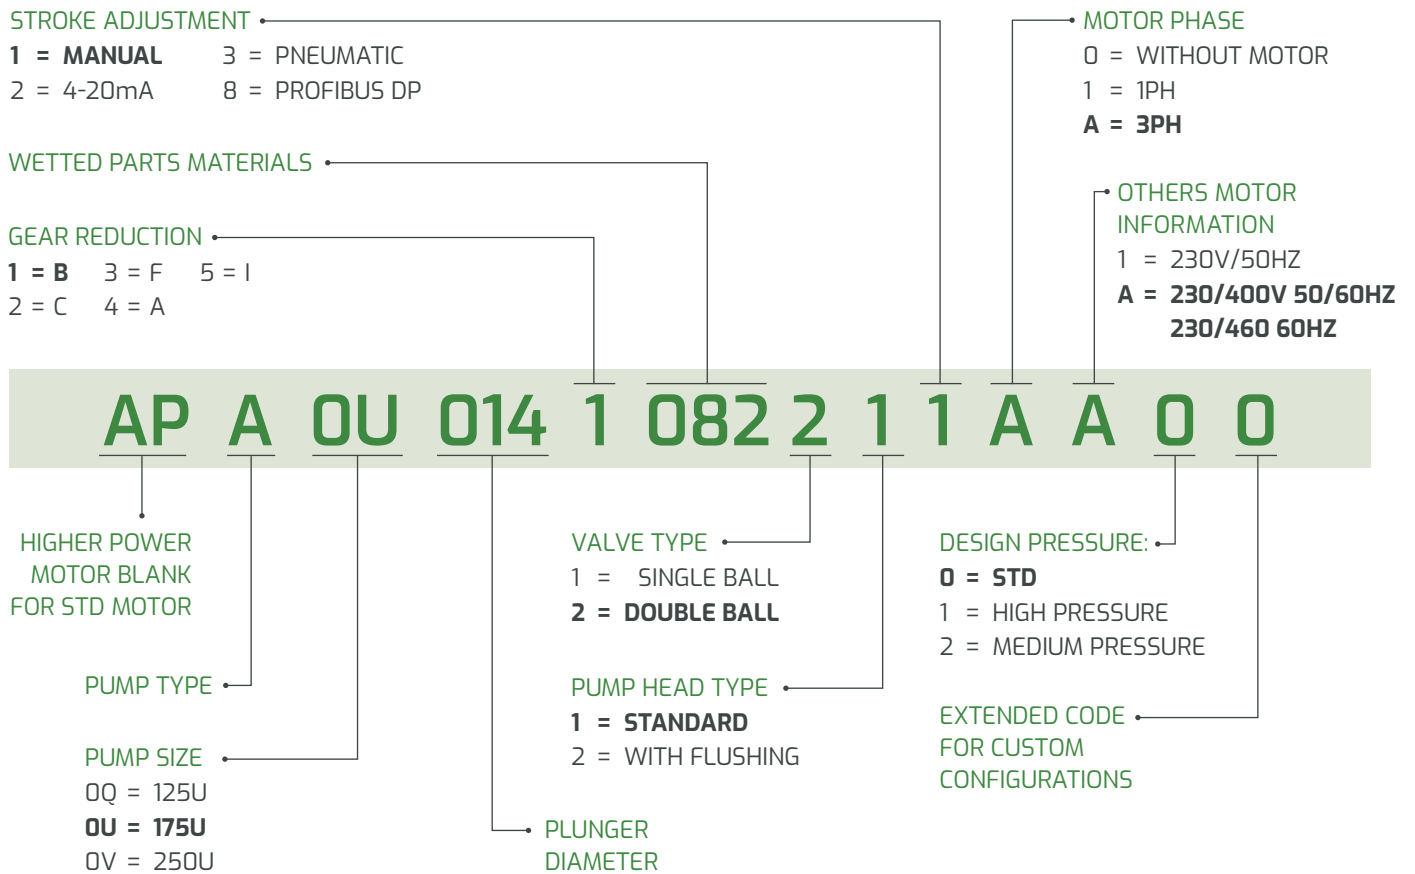 STROKE ADJUSTMENT
1 = MANUAL 3 = PNEUMATIC
2 = 4-20mA 8 = PROFIBUS DP
WETTED PARTS MATERIALS
GEAR REDUCTION
1 = B 3 = F 5 = I
2 = C 4 = A
MOTOR PHASE
0 = WITHOUT MOTOR
1 = 1PH
A = 3PH
OTHERS MOTOR
INFORMATION
1 = 230V/50HZ
A = 230/400V 50/60HZ
230/460 60HZ
AP A 0U 014 1 082 2 1 1 A A 0 0
HIGHER POWER
MOTOR BLANK
FOR STD MOTOR
PUMP TYPE
PUMP SIZE
0Q = 125U
0U = 175U
0V = 250U
VALVE TYPE
1 = SINGLE BALL
2 = DOUBLE BALL
PUMP HEAD TYPE
1 = STANDARD
2 = WITH FLUSHING
PLUNGER
DIAMETER
DESIGN PRESSURE:
0 = STD
1 = HIGH PRESSURE
2 = MEDIUM PRESSURE
EXTENDED CODE
FOR CUSTOM
CONFIGURATIONS